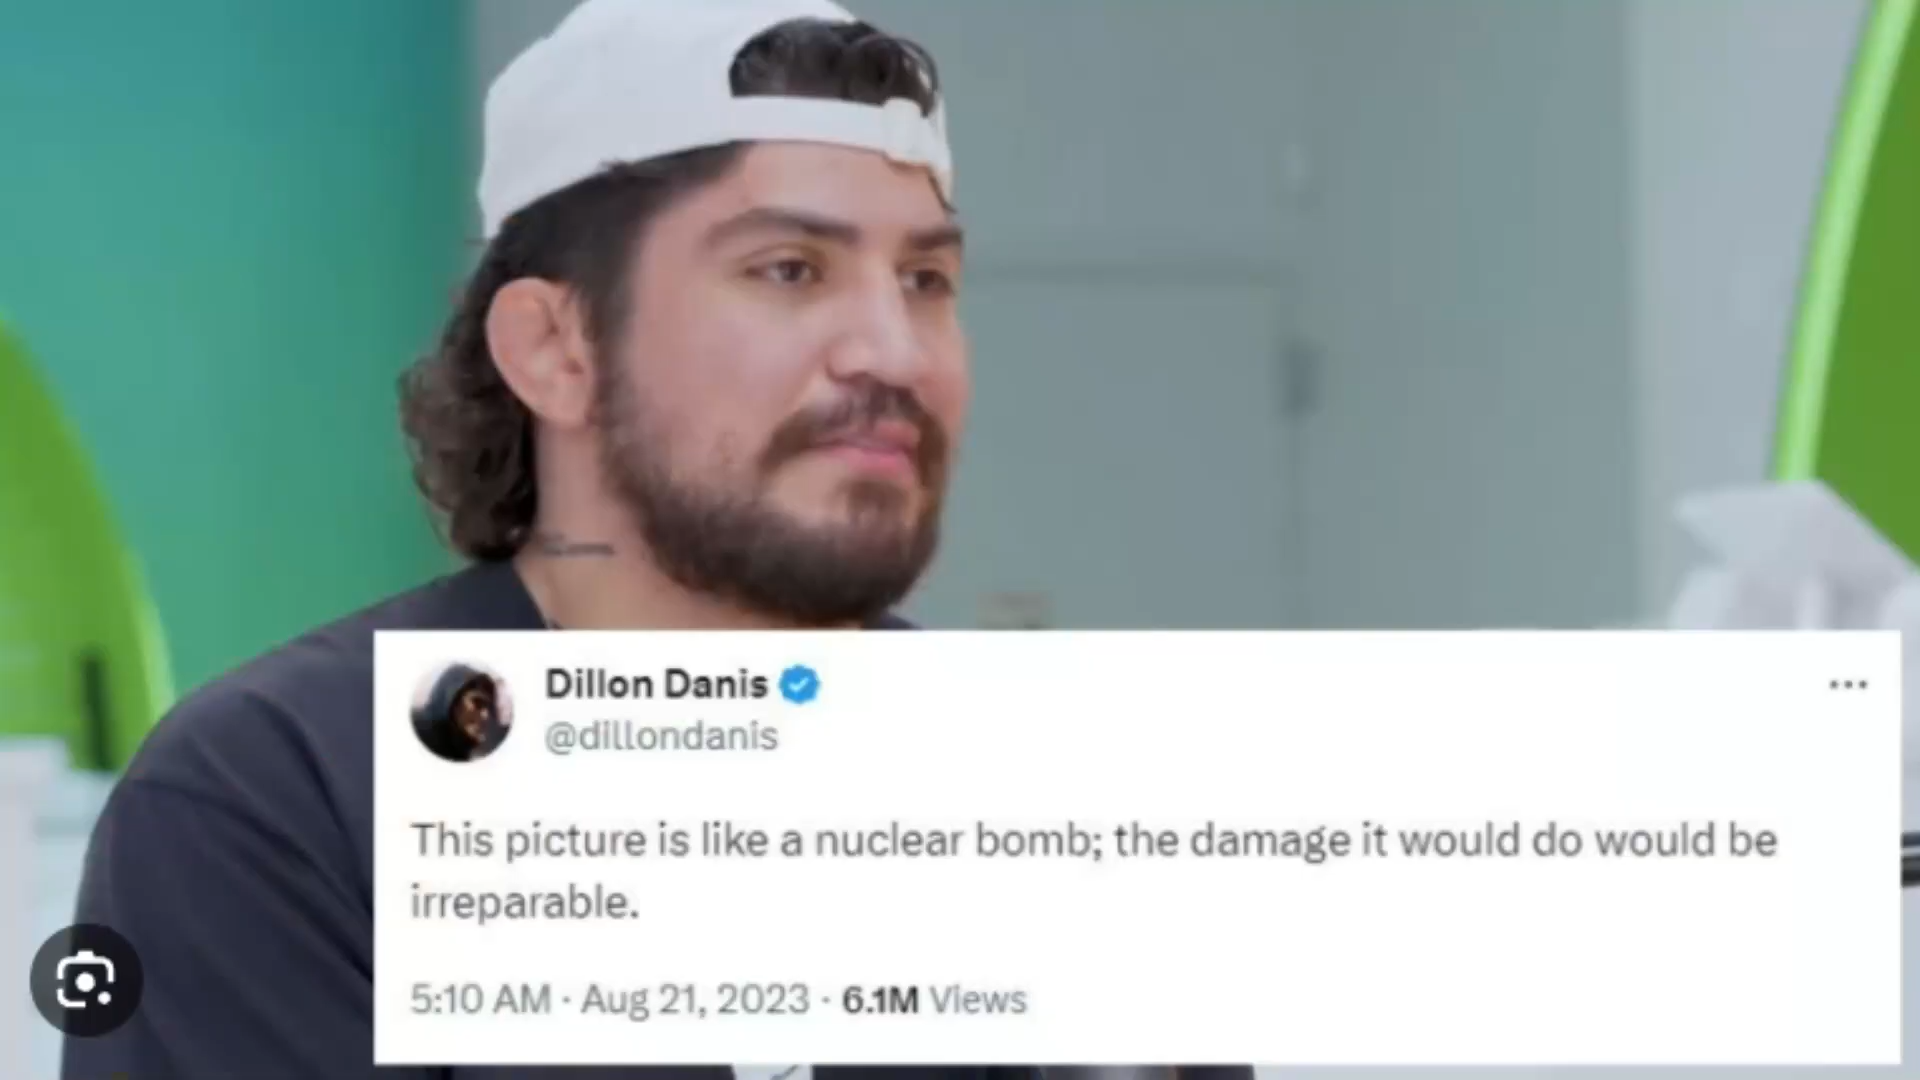 Dillon Danis
@dillondanis
This picture is like a nuclear bomb; the damage it would do would be
irreparable.
5:10 AM · Aug 21, 2023 · 6.1M Views